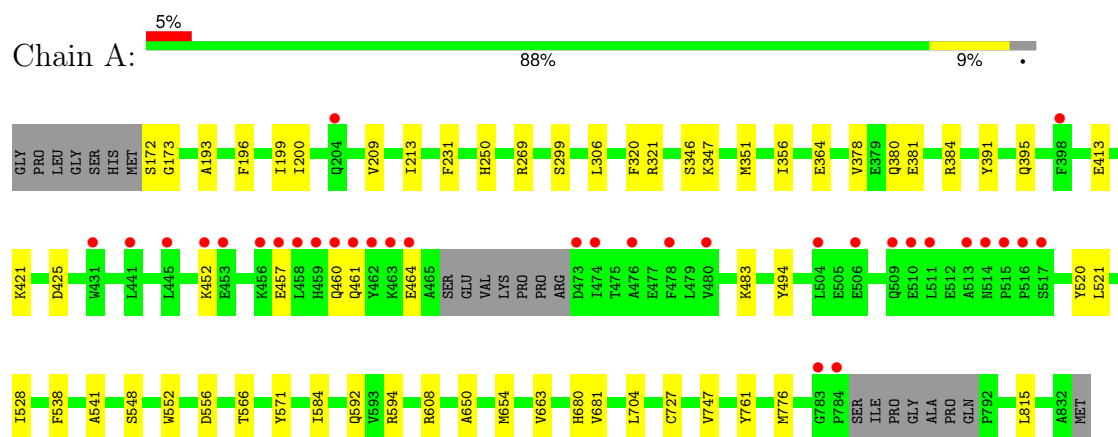 5%
Chain A:
88% 9% •
GLY PRO LEU GLY SER HIS MET S172 G173 A193 F196 I199 I200 Q204 V209 I213 F231 H250 R269 S299 L306 F320 R321 S346 K347 M351 I356 E364 V378 E379 Q380 E381 R384 Y391 Q395 F398 E413
K421 D425 W431 L441 L445 K452 E453 K456 E457 L458 H459 Q460 Q461 Y462 K463 E464 A465 SER GLU VAL LYS PRO PRO ARG D473 I474 T475 A476 E477 F478 L479 V480 K483 Y494 L504 E505 E506 Q509 E510 L511 E512 A513 N514 P515 P516 S517 Y520 L521
I528 F538 A541 S548 W552 D556 T566 Y571 I584 Q592 V593 R594 R608 A650 M654 V663 H680 V681 L704 C727 V747 Y761 M776 G783 P784 SER ILE PRO GLY ALA PRO GLN P792 L815 A832 MET